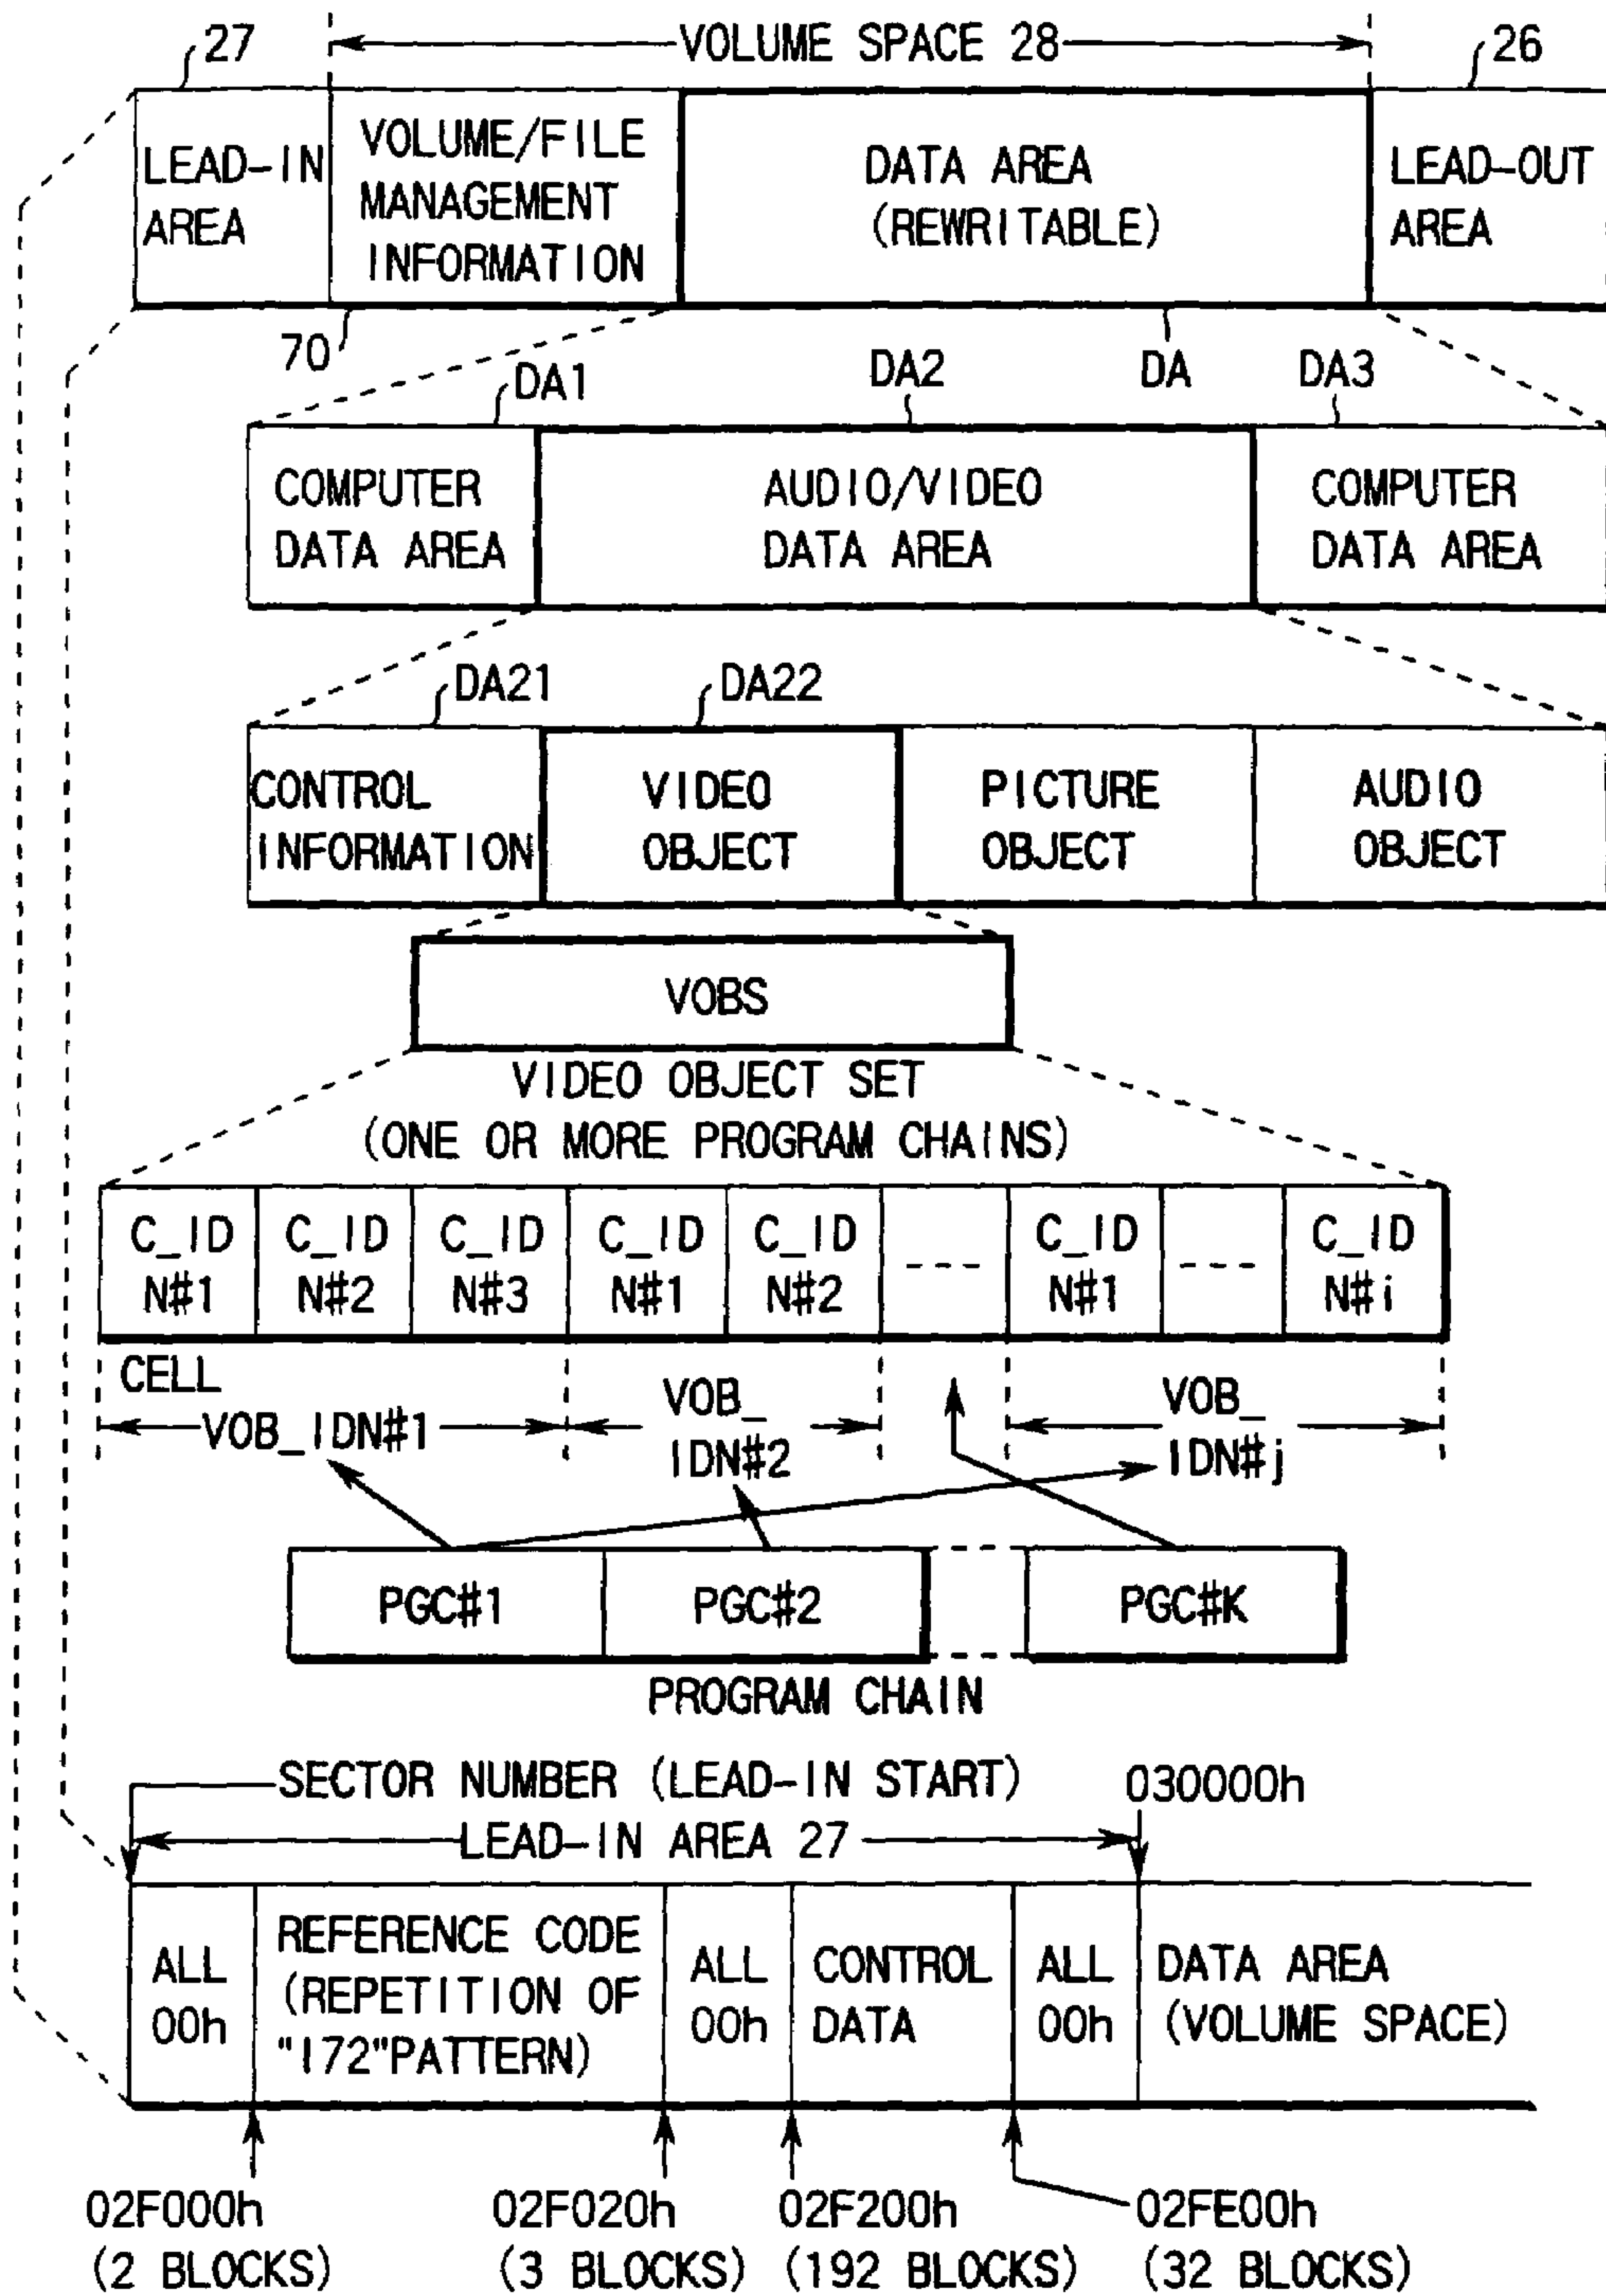 27
VOLUME SPACE 28
26
LEAD-IN AREA
VOLUME/FILE MANAGEMENT INFORMATION
DATA AREA (REWRITABLE)
LEAD-OUT AREA
70
DA1
DA2
DA
DA3
COMPUTER DATA AREA
AUDIO/VIDEO DATA AREA
COMPUTER DATA AREA
DA21
DA22
CONTROL INFORMATION
VIDEO OBJECT
PICTURE OBJECT
AUDIO OBJECT
VOBS
VIDEO OBJECT SET
(ONE OR MORE PROGRAM CHAINS)
C_ID N#1
C_ID N#2
C_ID N#3
C_ID N#1
C_ID N#2
----
C_ID N#1
----
C_ID N#i
CELL
VOB_IDN#1
VOB_ IDN#2
VOB_ IDN#j
PGC#1
PGC#2
PGC#K
PROGRAM CHAIN
SECTOR NUMBER (LEAD-IN START)
030000h
LEAD-IN AREA 27
ALL 00h
REFERENCE CODE (REPETITION OF "172"PATTERN)
ALL 00h
CONTROL DATA
ALL 00h
DATA AREA (VOLUME SPACE)
02F000h (2 BLOCKS)
02F020h (3 BLOCKS)
02F200h (192 BLOCKS)
02FE00h (32 BLOCKS)